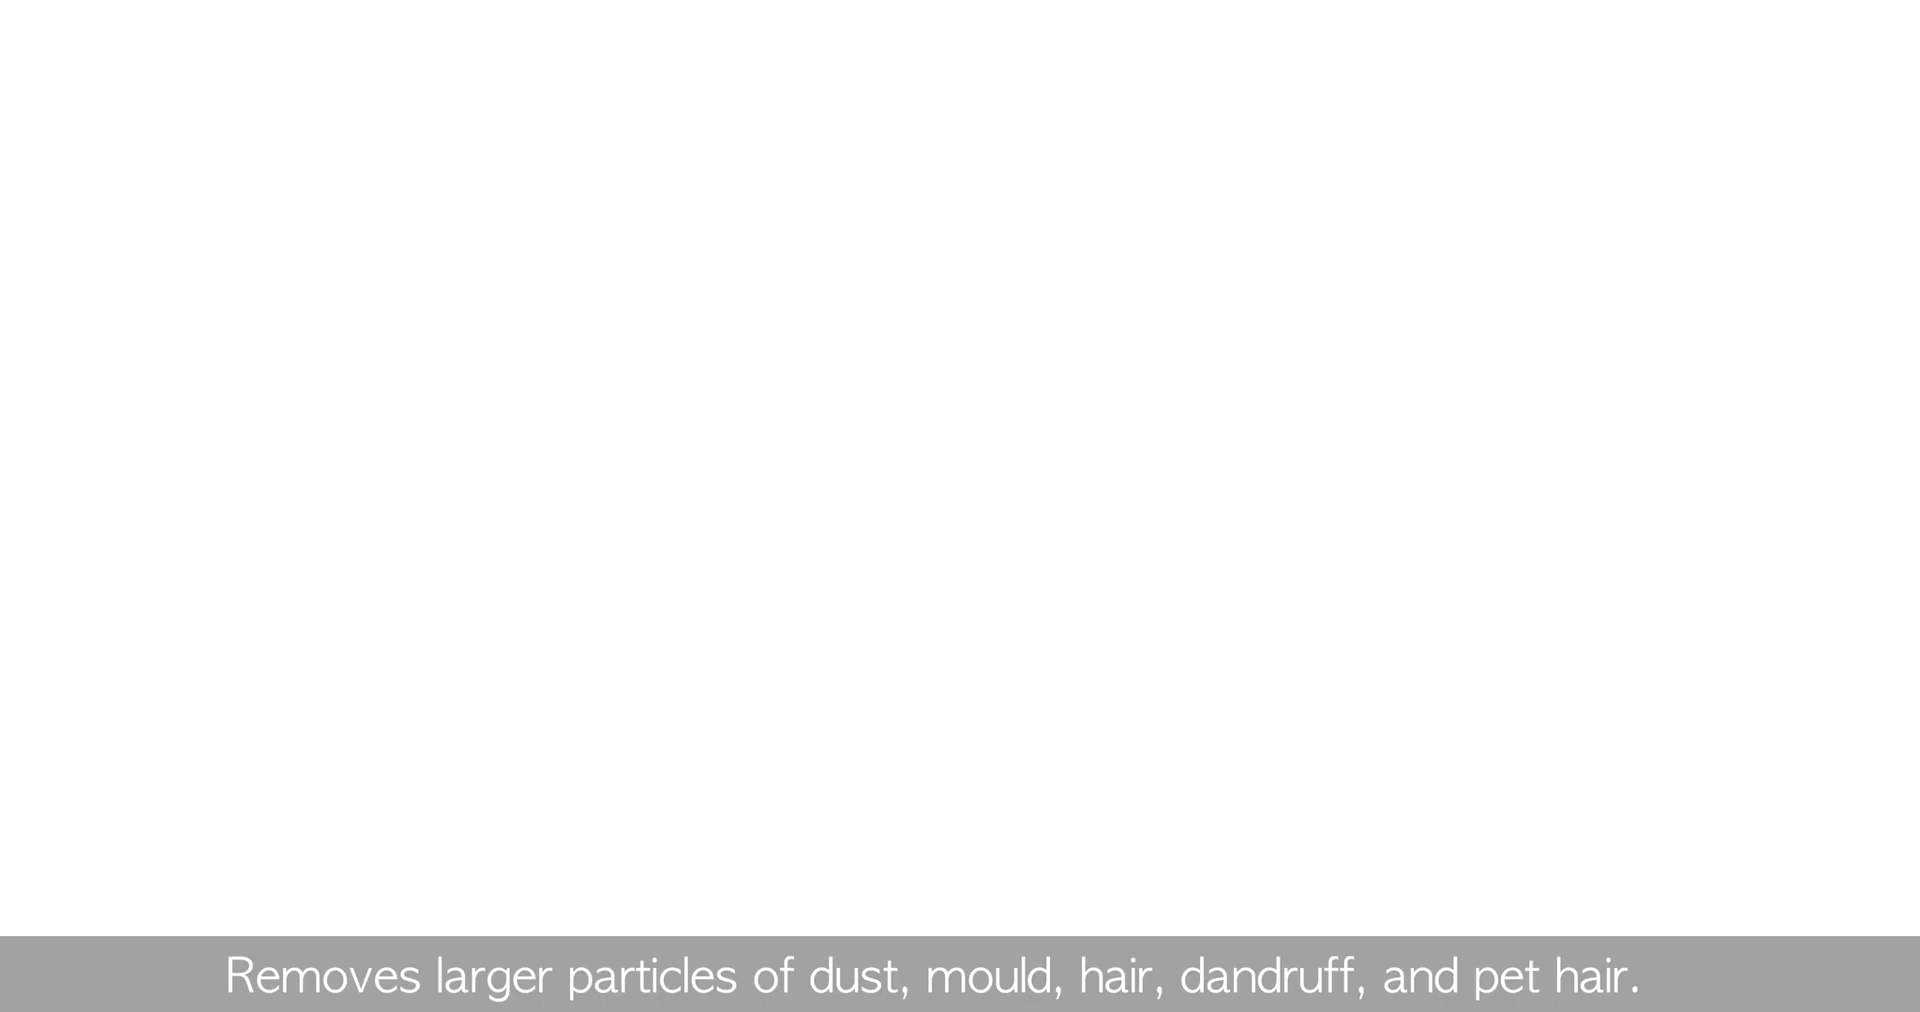 Removes larger particles of dust, mould, hair, dandruff, and pet hair.